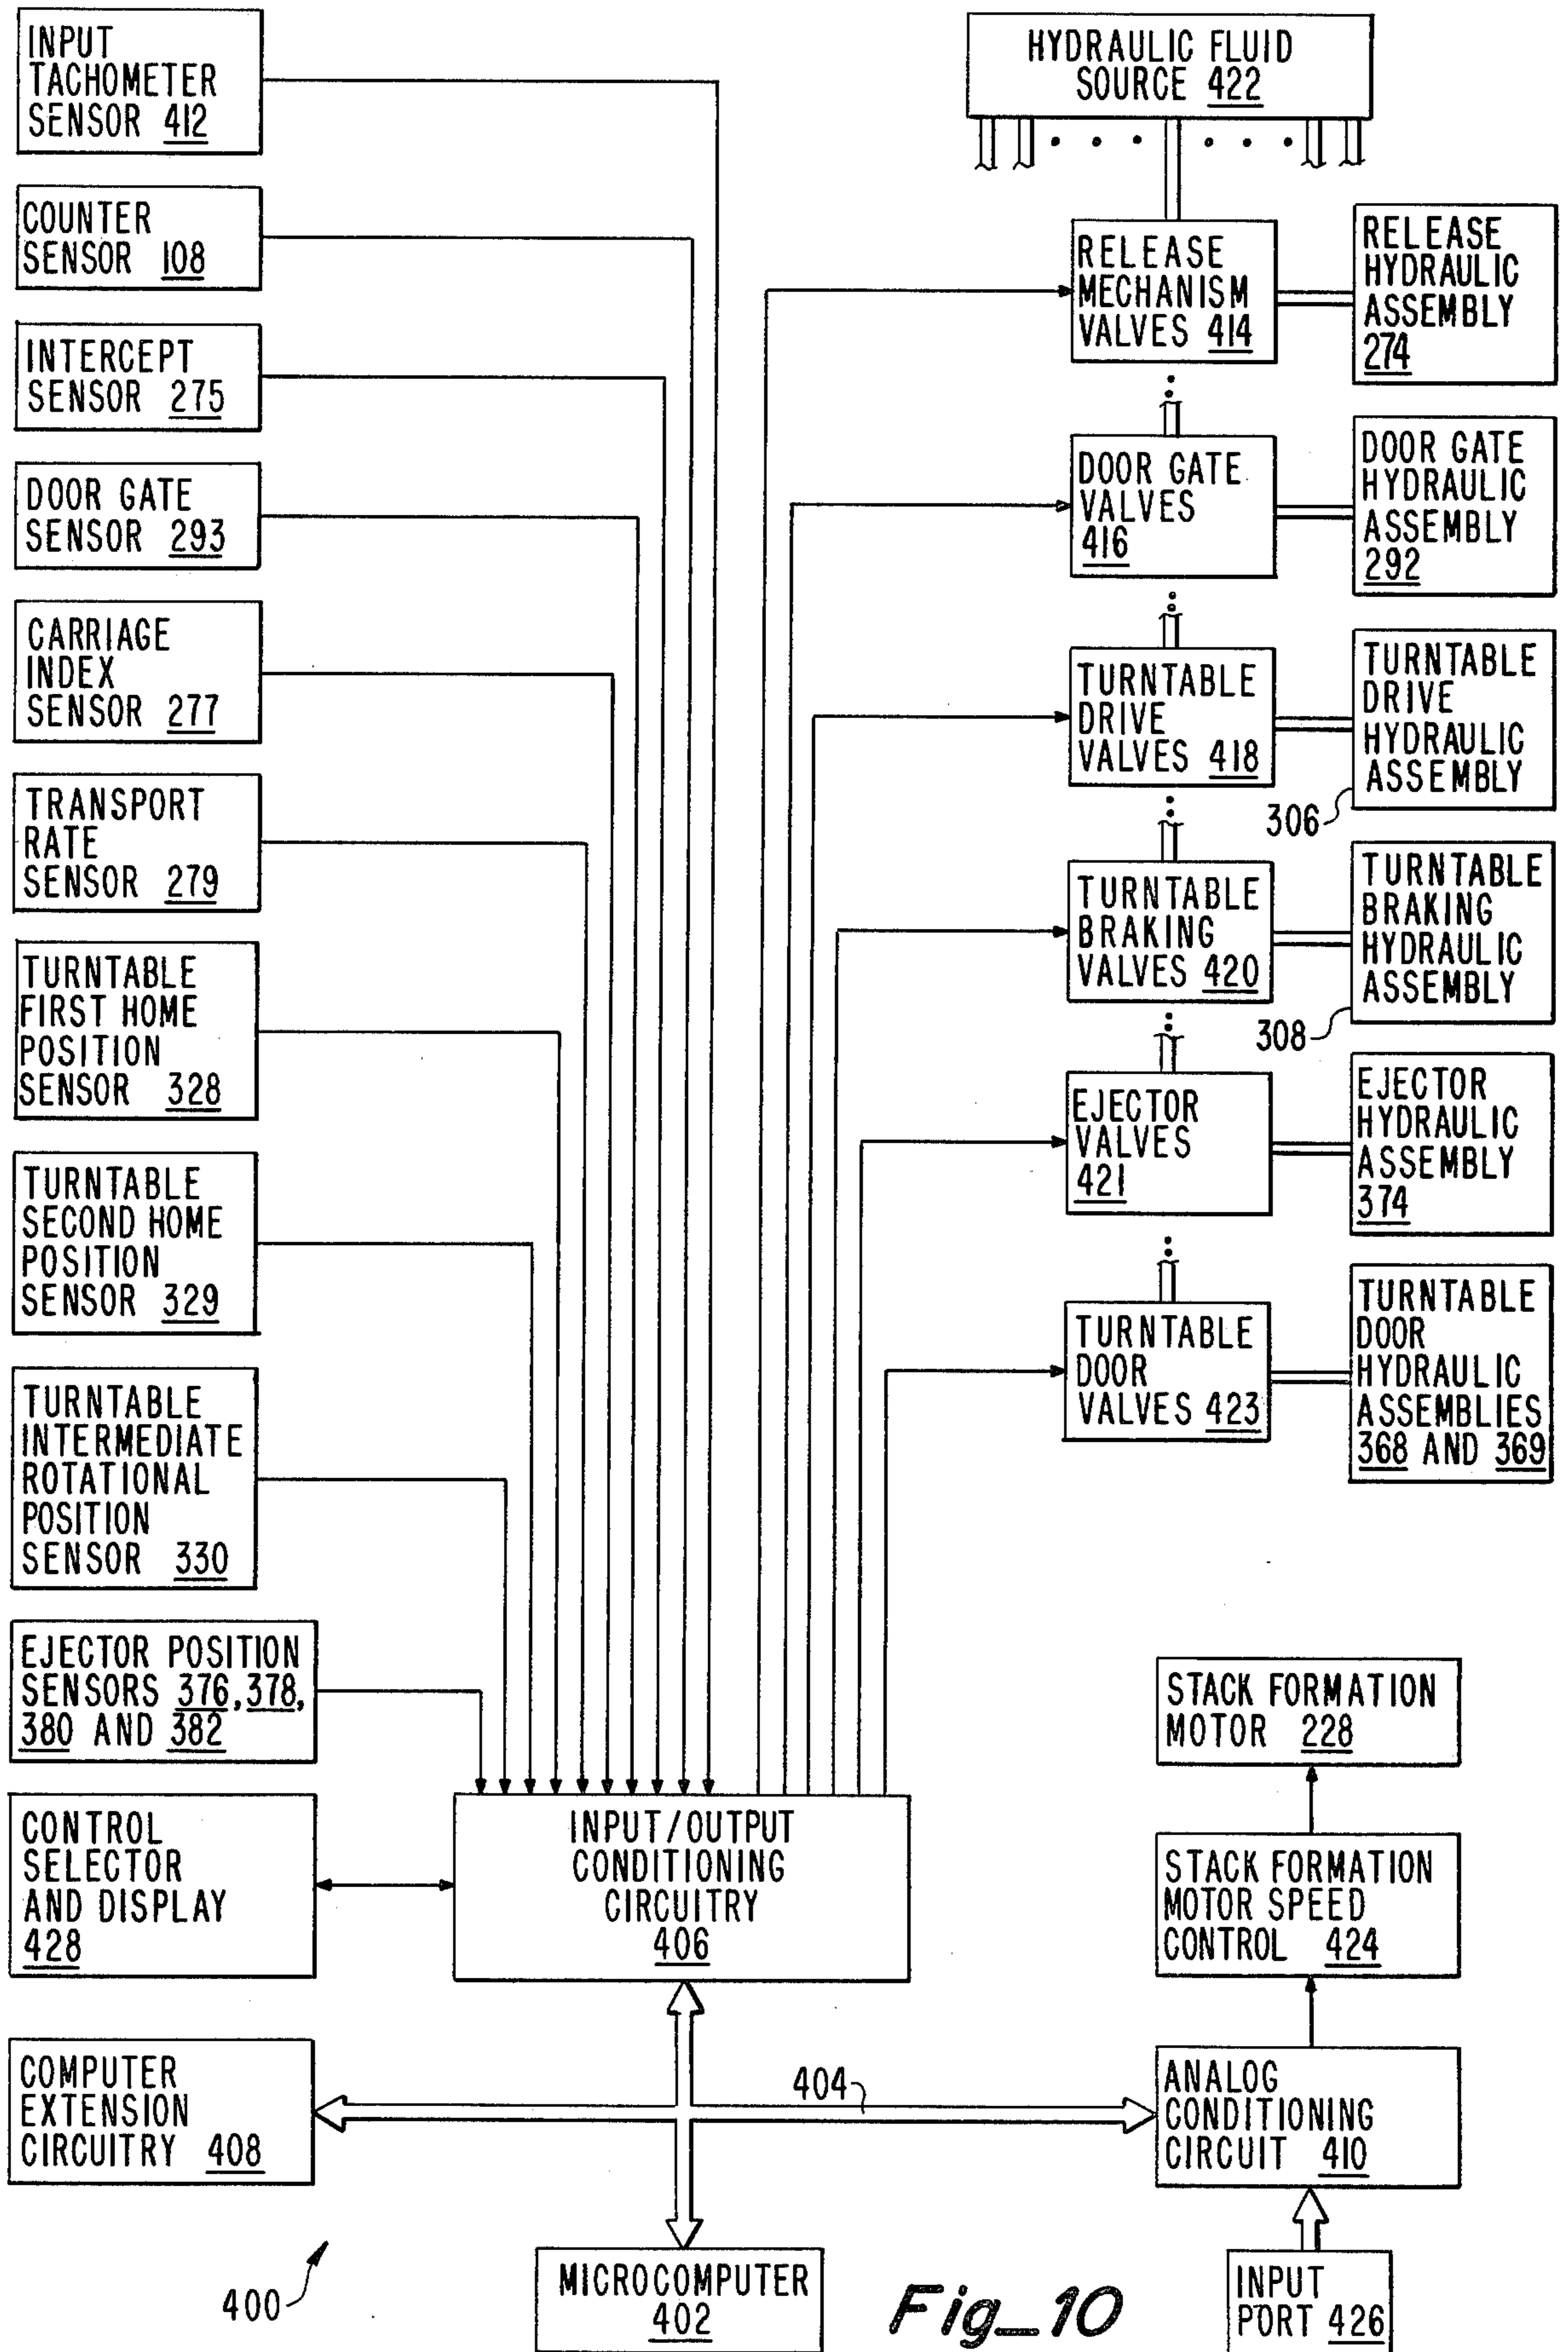 INPUT
TACHOMETER
SENSOR 412
COUNTER
SENSOR 108
INTERCEPT
SENSOR 275
DOOR GATE
SENSOR 293
CARRIAGE
INDEX
SENSOR 277
TRANSPORT
RATE
SENSOR 279
TURNTABLE
FIRST HOME
POSITION
SENSOR 328
TURNTABLE
SECOND HOME
POSITION
SENSOR 329
TURNTABLE
INTERMEDIATE
ROTATIONAL
POSITION
SENSOR 330
EJECTOR POSITION
SENSORS 376, 378,
380 AND 382
CONTROL
SELECTOR
AND DISPLAY
428
INPUT/OUTPUT
CONDITIONING
CIRCUITRY
406
COMPUTER
EXTENSION
CIRCUITRY 408
404
400
MICROCOMPUTER
402
HYDRAULIC FLUID
SOURCE 422
RELEASE
MECHANISM
VALVES 414
RELEASE
HYDRAULIC
ASSEMBLY
274
DOOR GATE
VALVES
416
DOOR GATE
HYDRAULIC
ASSEMBLY
292
TURNTABLE
DRIVE
VALVES 418
TURNTABLE
DRIVE
HYDRAULIC
ASSEMBLY
306
TURNTABLE
BRAKING
VALVES 420
TURNTABLE
BRAKING
HYDRAULIC
ASSEMBLY
308
EJECTOR
VALVES
421
EJECTOR
HYDRAULIC
ASSEMBLY
374
TURNTABLE
DOOR
VALVES 423
TURNTABLE
DOOR
HYDRAULIC
ASSEMBLIES
368 AND 369
STACK FORMATION
MOTOR 228
STACK FORMATION
MOTOR SPEED
CONTROL 424
ANALOG
CONDITIONING
CIRCUIT 410
INPUT
PORT 426
Fig_10